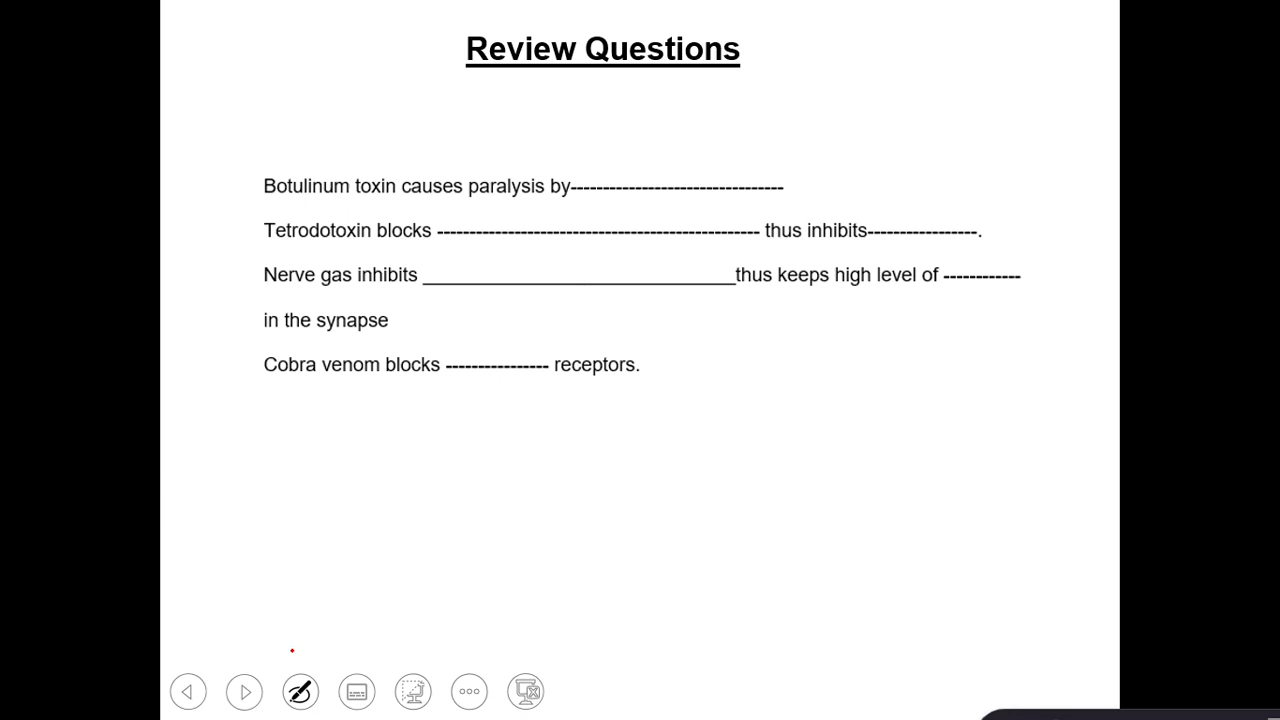 Review Questions
Botulinum toxin causes paralysis by---------------------------------
Tetrodotoxin blocks -------------------------------------------------- thus inhibits-----------------.
Nerve gas inhibits ______________________________thus keeps high level of ------------
in the synapse
Cobra venom blocks ---------------- receptors.